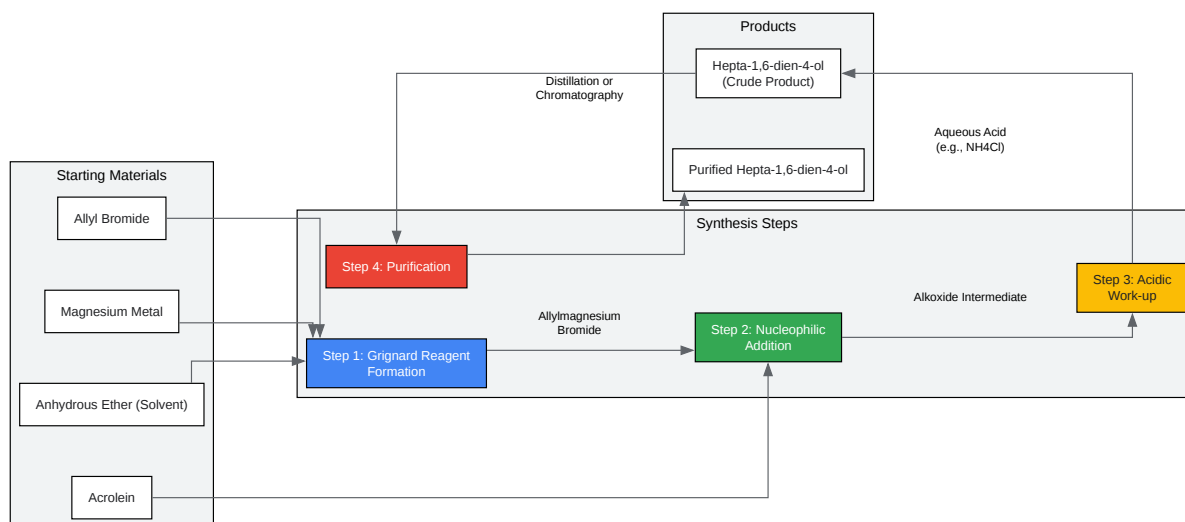 Products
Hepta-1,6-dien-4-ol
(Crude Product)
Distillation or
Chromatography
Aqueous Acid
(e.g., NH4Cl)
Purified Hepta-1,6-dien-4-ol
Starting Materials
Allyl Bromide
Magnesium Metal
Anhydrous Ether (Solvent)
Acrolein
Synthesis Steps
Step 4: Purification
Step 1: Grignard Reagent
Formation
Allylmagnesium
Bromide
Step 2: Nucleophilic
Addition
Alkoxide Intermediate
Step 3: Acidic
Work-up